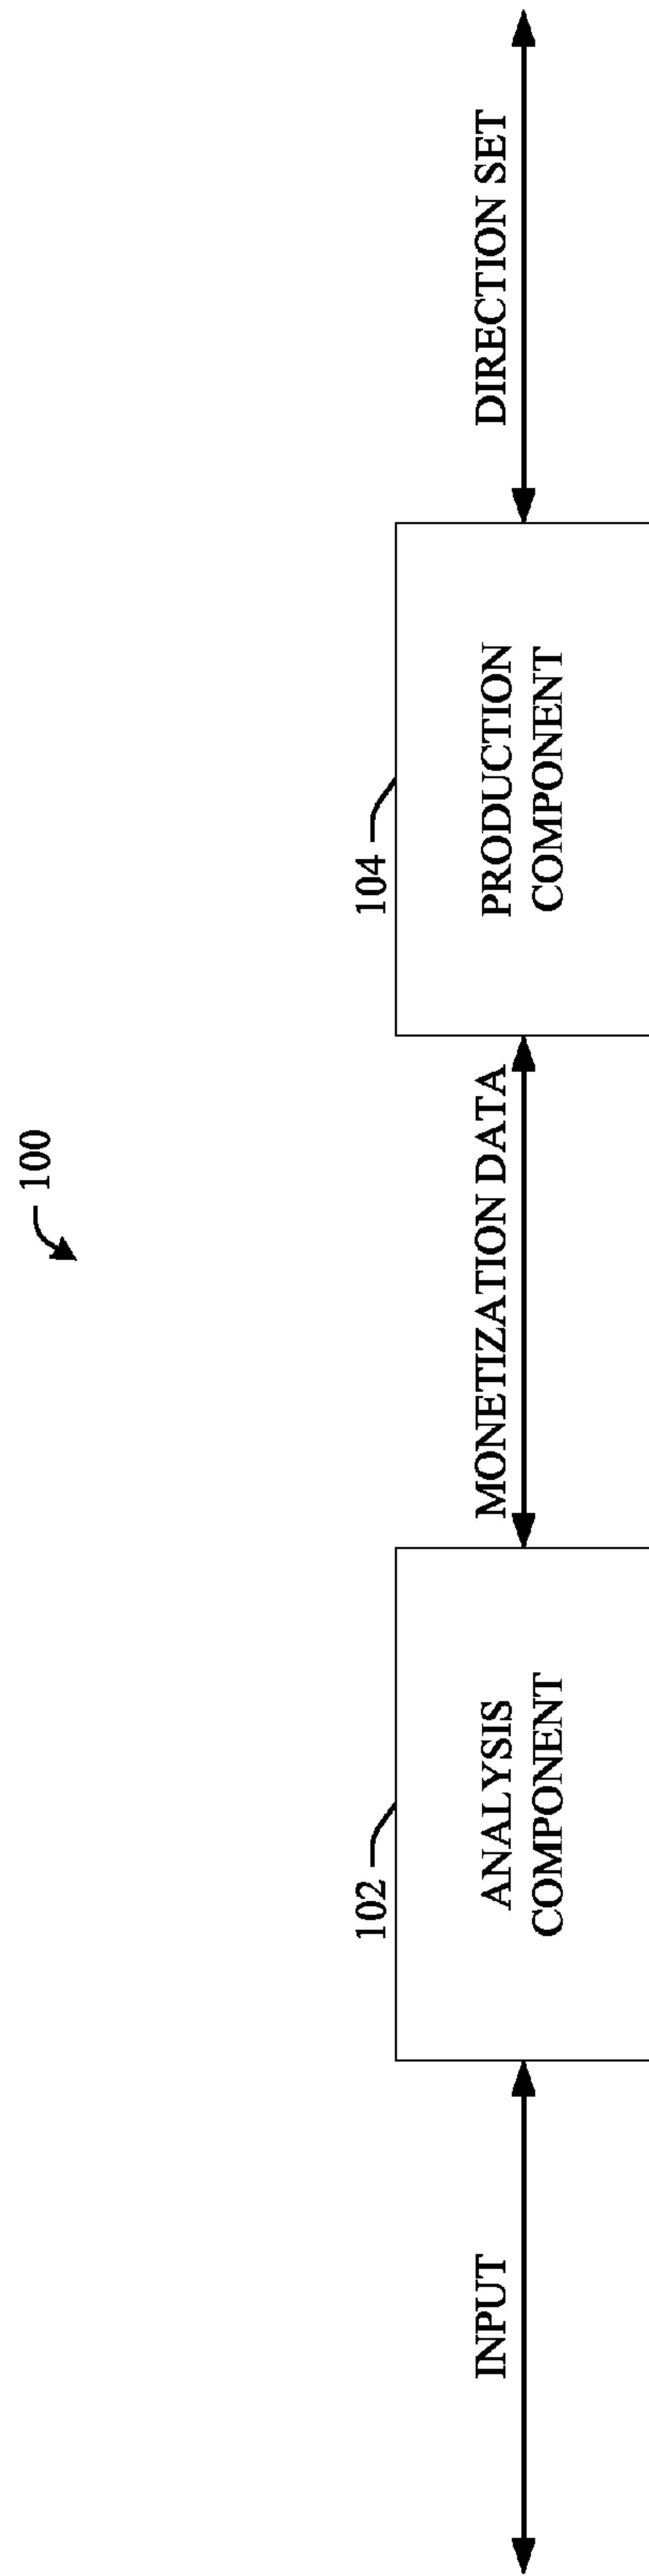 100
102
104
INPUT
ANALYSIS
COMPONENT
MONETIZATION DATA
PRODUCTION
COMPONENT
DIRECTION SET